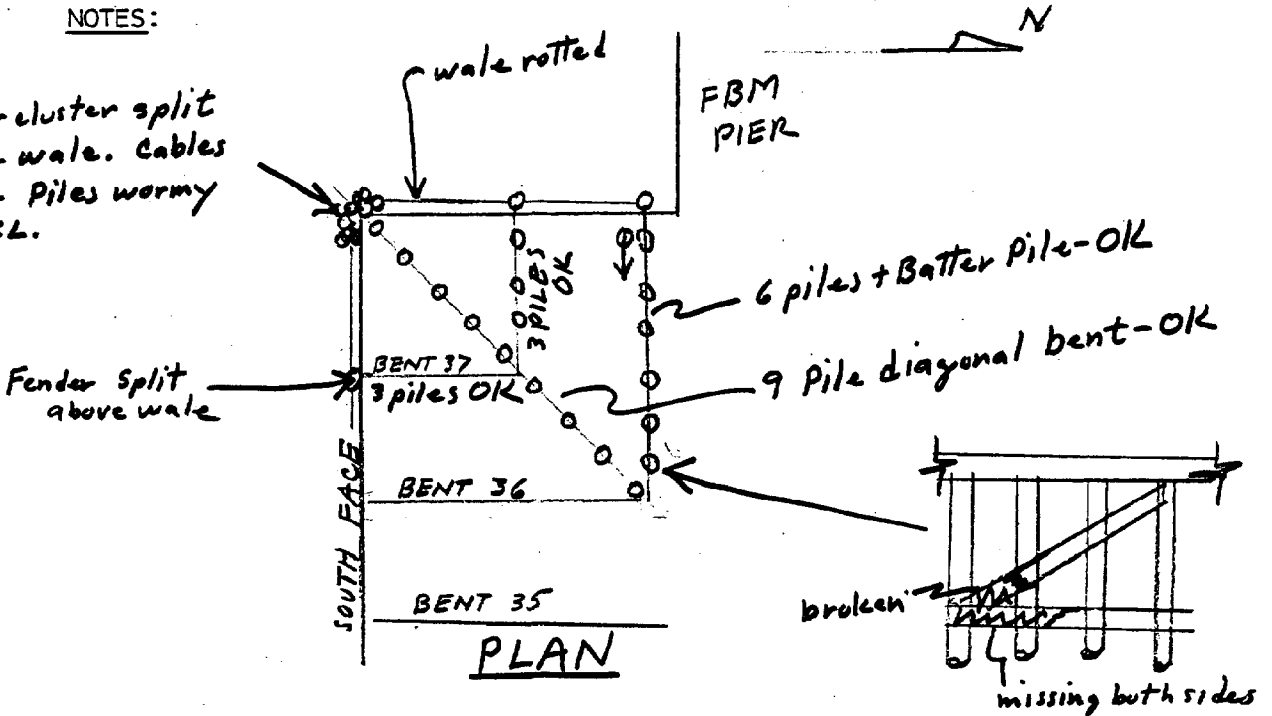 NOTES:
N
wale rotted
FBM
PIER
cluster split
wale. Cables
Piles wormy
3 PILES
OK
6 piles + Batter Pile-OK
9 Pile diagonal bent-OK
BENT 37
3 piles OK
Fender Split
above wale
SOUTH FACE
BENT 36
BENT 35
PLAN
broken
missing both sides